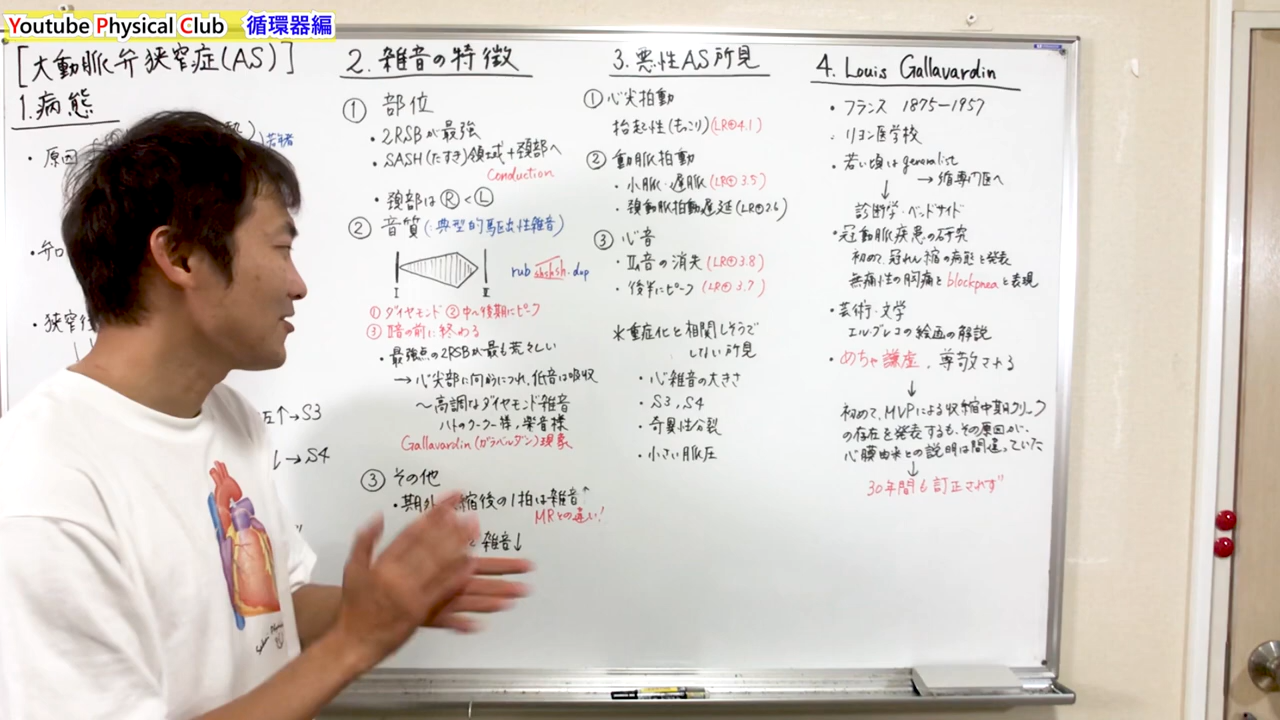 Youtube Physical Club 循環器編
[大動脈弁狭窄症(AS)]
1.病態
・原因
若年者
・弁口
・狭窄後
圧↑→S3
↓→S4
2.雑音の特徴
① 部位
・2RSBが最強
・SASH(たすき)領域+頚部へ
Conduction
・頚部はⓇ<Ⓛ
② 音質(:典型的駆出性雑音)
I II
rub shshsh・dup
①ダイヤモンド ②中〜後期にピーク
③ II音の前に終わる
・最強点の2RSBが最も荒々しい
→心尖部に向かうにつれ、低音は吸収
〜高調なダイヤモンド雑音
ハトのクークー様,楽音様
Gallavardin(ガラベルダン)現象
③ その他
・期外 縮後の1拍は雑音↑
MRとの違い!
雑音↓
3.悪性AS所見
①心尖拍動
抬起性(もっこり)(LR⊕4.1)
② 動脈拍動
・小脈・遅脈(LR⊕3.5)
・頚動脈拍動遅延(LR⊕2.6)
③ 心音
・II音の消失(LR⊕3.8)
・後半にピーク(LR⊕3.7)
※重症化と相関しそうで
しない所見
・心雑音の大きさ
・S3,S4
・奇異性分裂
・小さい脈圧
4.Louis Gallavardin
・フランス 1875-1957
・リヨン医学校
・若い頃はgeneralist
→循専門医へ
↓
診断学・ベッドサイド
・冠動脈疾患の研究
初めて、冠れん縮の病態を発表
無痛性の胸痛をblockpneaと表現
・芸術・文学
エル・グレコの絵画の解説
・めちゃ謙虚,尊敬される
↓
初めて、MVPによる収縮中期クリック
の存在を発表するも、その原因が、
心膜由来との説明は間違っていた
↓
30年間も訂正されず"